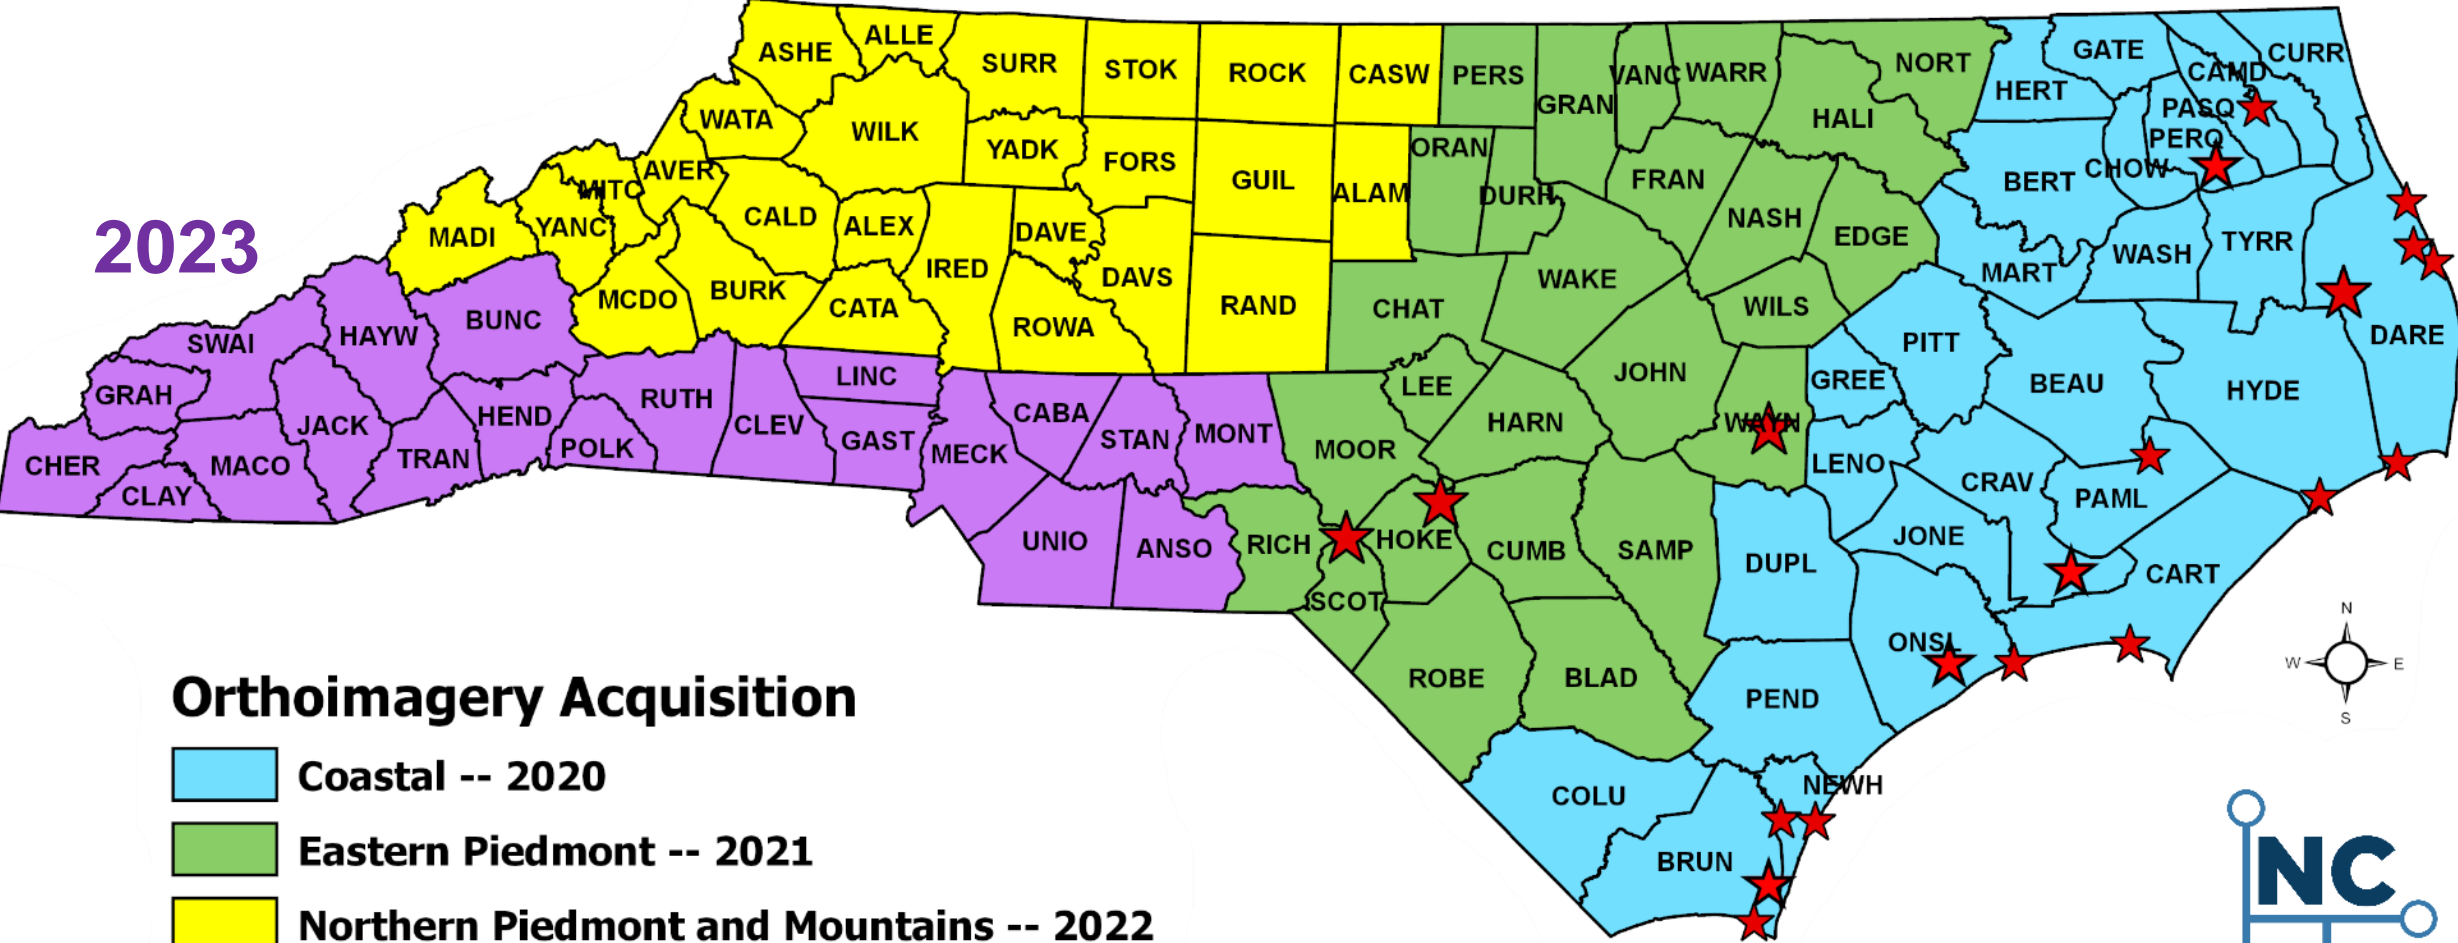 ASHE
ALLE
SURR
STOK
ROCK
CASW
PERS
GRAN
VANC
WARR
HALI
NORT
HERT
GATE
CAMD
CURR
PASQ
PERQ
CHOW
BERT
WATA
WILK
YADK
FORS
GUIL
ALAM
ORAN
DURH
FRAN
NASH
EDGE
MART
WASH
TYRR
DARE
2023
MADI
YANC
MITC
AVER
CALD
ALEX
IRED
DAVE
DAVS
RAND
CHAT
WAKE
WILS
PITT
BEAU
HYDE
SWAI
HAYW
BUNC
MCDO
BURK
CATA
ROWA
GRAH
JACK
HEND
RUTH
LINC
CLEV
GAST
CABA
STAN
MONT
MOOR
LEE
HARN
JOHN
WAYN
GREE
LENO
CRAV
PAML
CHER
CLAY
MACO
TRAN
POLK
MECK
UNIO
ANSO
RICH
HOKE
SCOT
CUMB
SAMP
DUPL
JONE
CART
ONSL
ROBE
BLAD
PEND
COLU
BRUN
NEWH
N
W
E
S
Orthoimagery Acquisition
Coastal -- 2020
Eastern Piedmont -- 2021
Northern Piedmont and Mountains -- 2022
NC